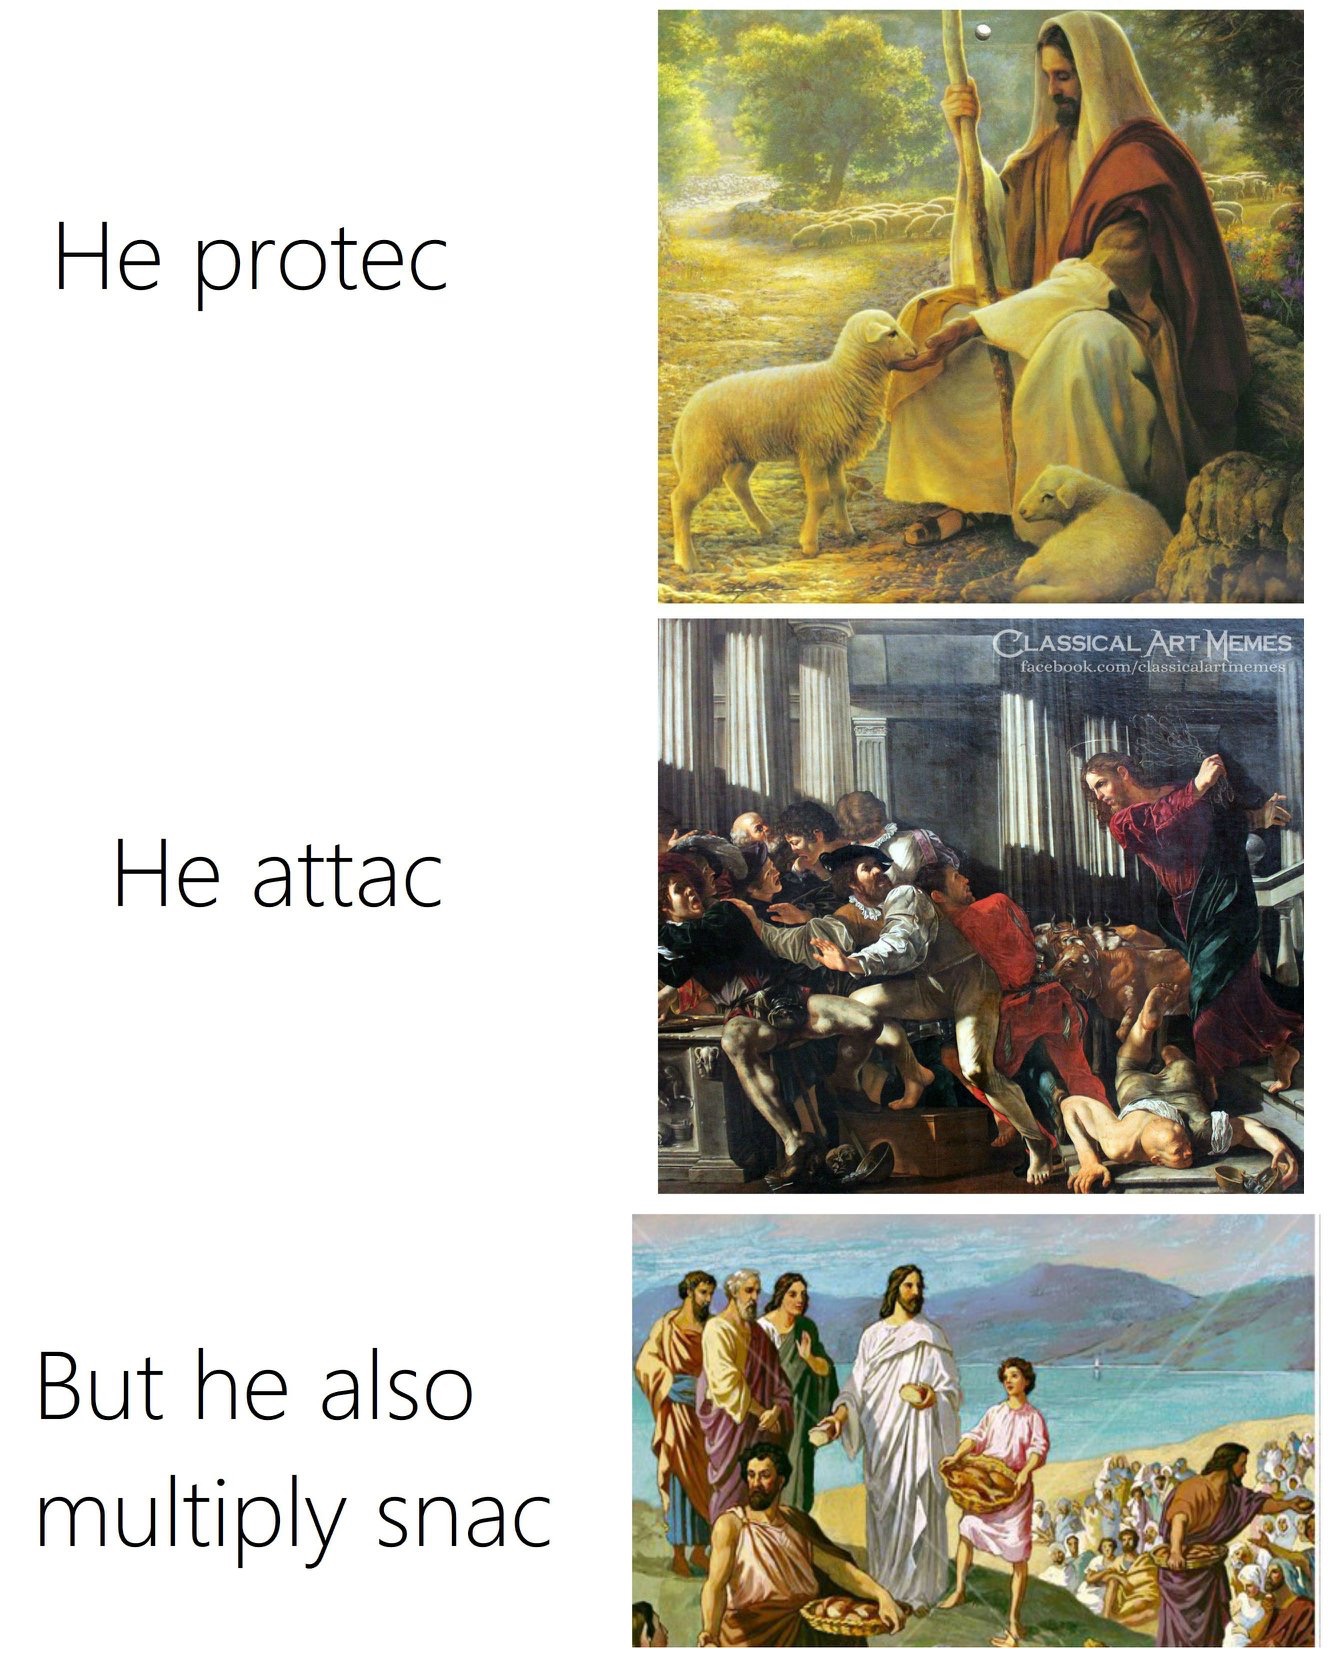 He protec
CLASSICAL ART MEMES
facebook.com/classicalartmemes
He attac
But he also
multiply snac